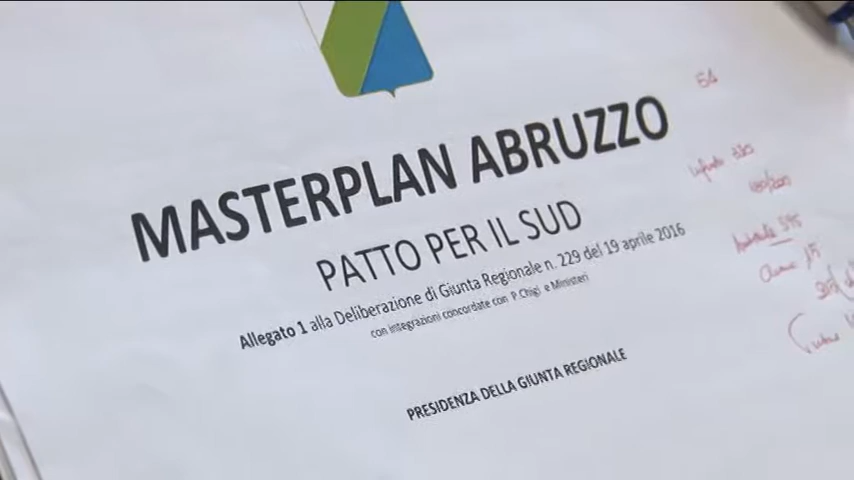 MASTERPLAN ABRUZZO
PATTO PER IL SUD
Allegato 1 alla Deliberazione di Giunta Regionale n. 229 del 19 aprile 2016
con integrazioni concordate con P.Chigi e Ministeri
PRESIDENZA DELLA GIUNTA REGIONALE